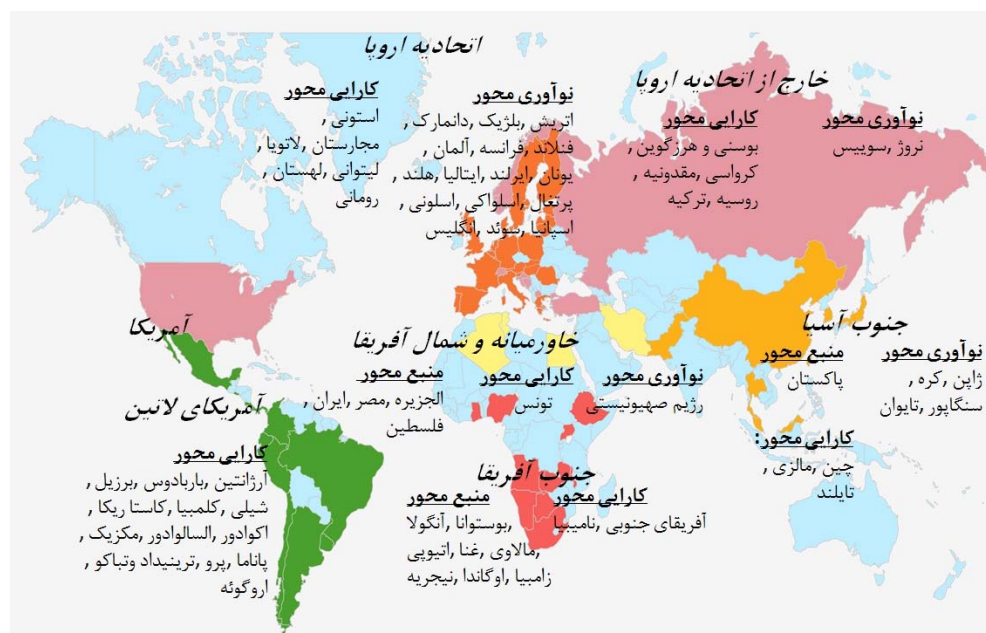 اتحادیه اروپا
کارایی محور
استونی ,
مجارستان ,لاتویا ,
لیتوانی ,لهستان ,
رومانی
نوآوری محور
اتریش ,بلژیک ,دانمارک ,
فنلاند ,فرانسه ,آلمان ,
یونان ,ایرلند ,ایتالیا ,هلند ,
پرتغال ,اسلواکی ,اسلونی ,
اسپانیا ,سوئد ,انگلیس
خارج از اتحادیه اروپا
نوآوری محور
نروژ ,سوییس
کارایی محور
بوسنی و هرزگوین ,
کرواسی ,مقدونیه ,
روسیه ,ترکیه
آمریکا
خاورمیانه و شمال آفریقا
نوآوری محور
رژیم صهیونیستی
کارایی محور
تونس
منبع محور
الجزیره ,مصر ,ایران ,
فلسطین
جنوب آسیا
نوآوری محور
ژاپن ,کره ,
سنگاپور ,تایوان
منبع محور
پاکستان
کارایی محور:
چین ,مالزی ,
تایلند
آمریکای لاتین
کارایی محور
آرژانتین ,باربادوس ,برزیل ,
شیلی ,کلمبیا ,کاستا ریکا ,
اکوادور ,السالوادور ,مکزیک ,
پاناما ,پرو ,ترینیداد وتباکو ,
اروگوئه
جنوب آفریقا
کارایی محور
آفریقای جنوبی ,نامیبیا
منبع محور
بوستوانا ,آنگولا
,مالاوی ,غنا ,اتیوپی
زامبیا ,اوگاندا ,نیجریه